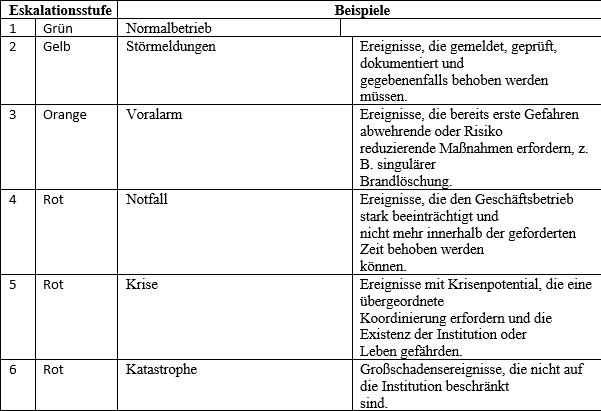 Eskalationsstufe Beispiele
1 Grün Normalbetrieb
2 Gelb Störmeldungen Ereignisse, die gemeldet, geprüft,
dokumentiert und
gegebenenfalls behoben werden
müssen.
3 Orange Voralarm Ereignisse, die bereits erste Gefahren
abwehrende oder Risiko
reduzierende Maßnahmen erfordern, z.
B. singulärer
Brandlöschung.
4 Rot Notfall Ereignisse, die den Geschäftsbetrieb
stark beeinträchtigt und
nicht mehr innerhalb der geforderten
Zeit behoben werden
können.
5 Rot Krise Ereignisse mit Krisenpotential, die eine
übergeordnete
Koordinierung erfordern und die
Existenz der Institution oder
Leben gefährden.
6 Rot Katastrophe Großschadensereignisse, die nicht auf
die Institution beschränkt
sind.